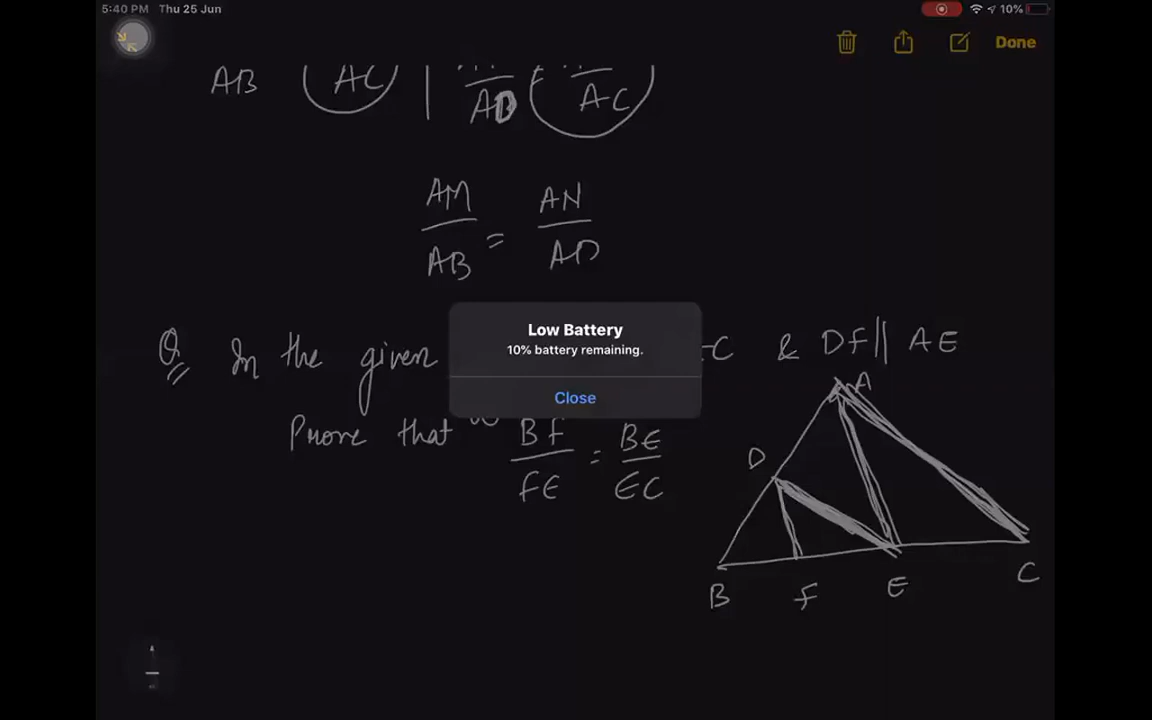 5:40 PM Thu 25 Jun
10%
Done
AB AC | AD AC
AM/AB = AN/AD
Low Battery
10% battery remaining.
Close
Q In the given C & DF || AE
Prove that BF/FE = BE/EC
A
D
B F E C